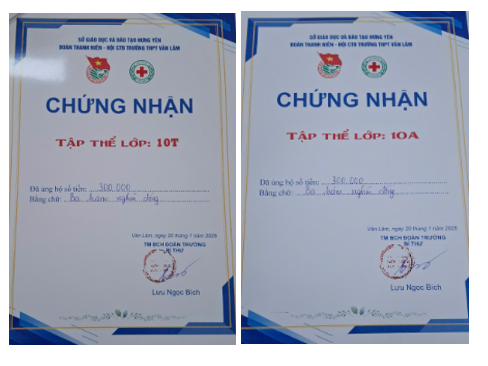 SỞ GIÁO DỤC VÀ ĐÀO TẠO HƯNG YÊN
ĐOÀN THANH NIÊN - HỘI CTĐ TRƯỜNG THPT VĂN LÂM
CHỨNG NHẬN
TẬP THỂ LỚP: 10T
Đã ủng hộ số tiền: 300.000
Bằng chữ: Ba trăm nghìn đồng
Văn Lâm, ngày 20 tháng 1 năm 2026
TM BCH ĐOÀN TRƯỜNG
BÍ THƯ
Lưu Ngọc Bích
SỞ GIÁO DỤC VÀ ĐÀO TẠO HƯNG YÊN
ĐOÀN THANH NIÊN - HỘI CTĐ TRƯỜNG THPT VĂN LÂM
CHỨNG NHẬN
TẬP THỂ LỚP: 10A
Đã ủng hộ số tiền: 300.000
Bằng chữ: Ba trăm nghìn đồng
Văn Lâm, ngày 20 tháng 1 năm 2026
TM BCH ĐOÀN TRƯỜNG
BÍ THƯ
Lưu Ngọc Bích